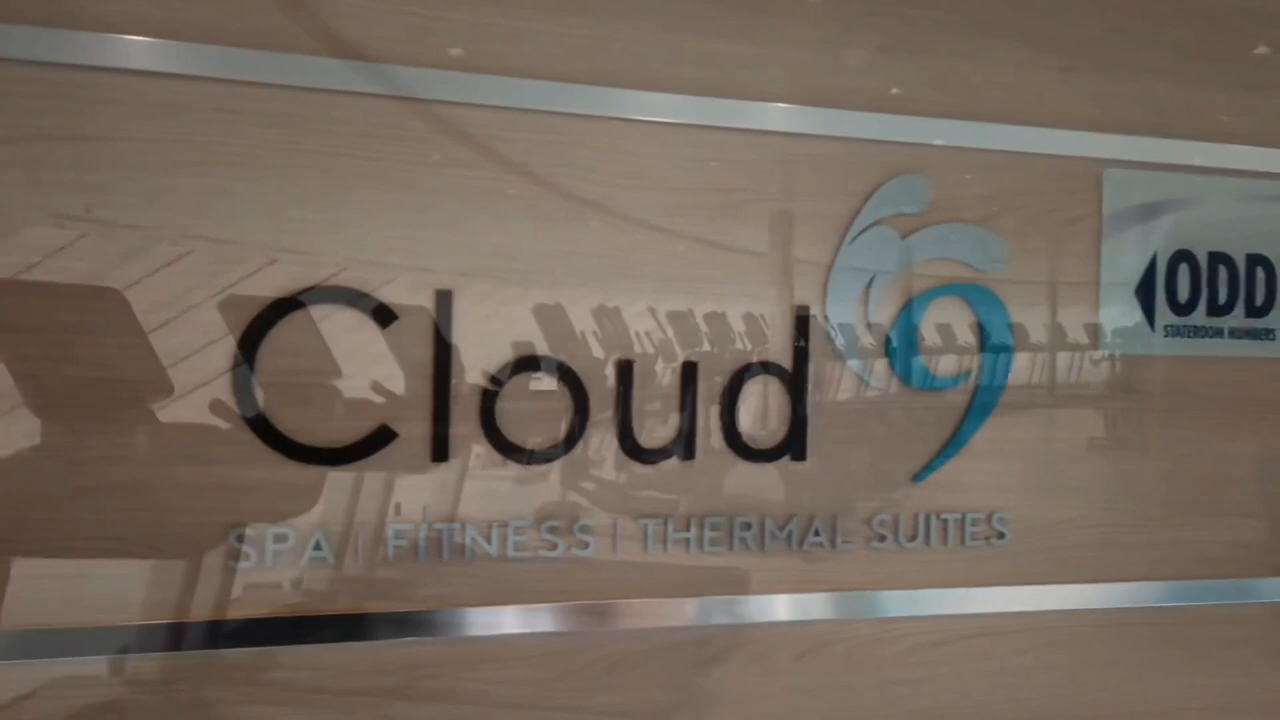 Cloud 9
SPA | FITNESS | THERMAL SUITES
ODD
STATEROOM NUMBERS